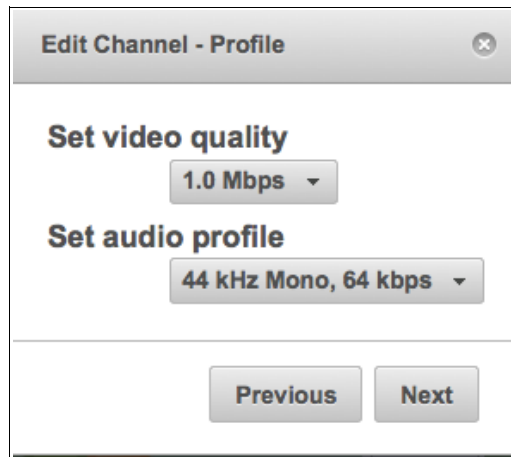 Edit Channel - Profile
Set video quality
1.0 Mbps
Set audio profile
44 kHz Mono, 64 kbps
Previous Next